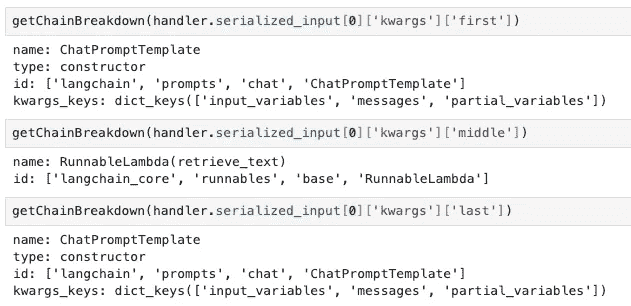 getChainBreakdown(handler.serialized_input[0]['kwargs']['first'])
name: ChatPromptTemplate
type: constructor
id: ['langchain', 'prompts', 'chat', 'ChatPromptTemplate']
kwargs_keys: dict_keys(['input_variables', 'messages', 'partial_variables'])
getChainBreakdown(handler.serialized_input[0]['kwargs']['middle'])
name: RunnableLambda(retrieve_text)
id: ['langchain_core', 'runnables', 'base', 'RunnableLambda']
getChainBreakdown(handler.serialized_input[0]['kwargs']['last'])
name: ChatPromptTemplate
type: constructor
id: ['langchain', 'prompts', 'chat', 'ChatPromptTemplate']
kwargs_keys: dict_keys(['input_variables', 'messages', 'partial_variables'])